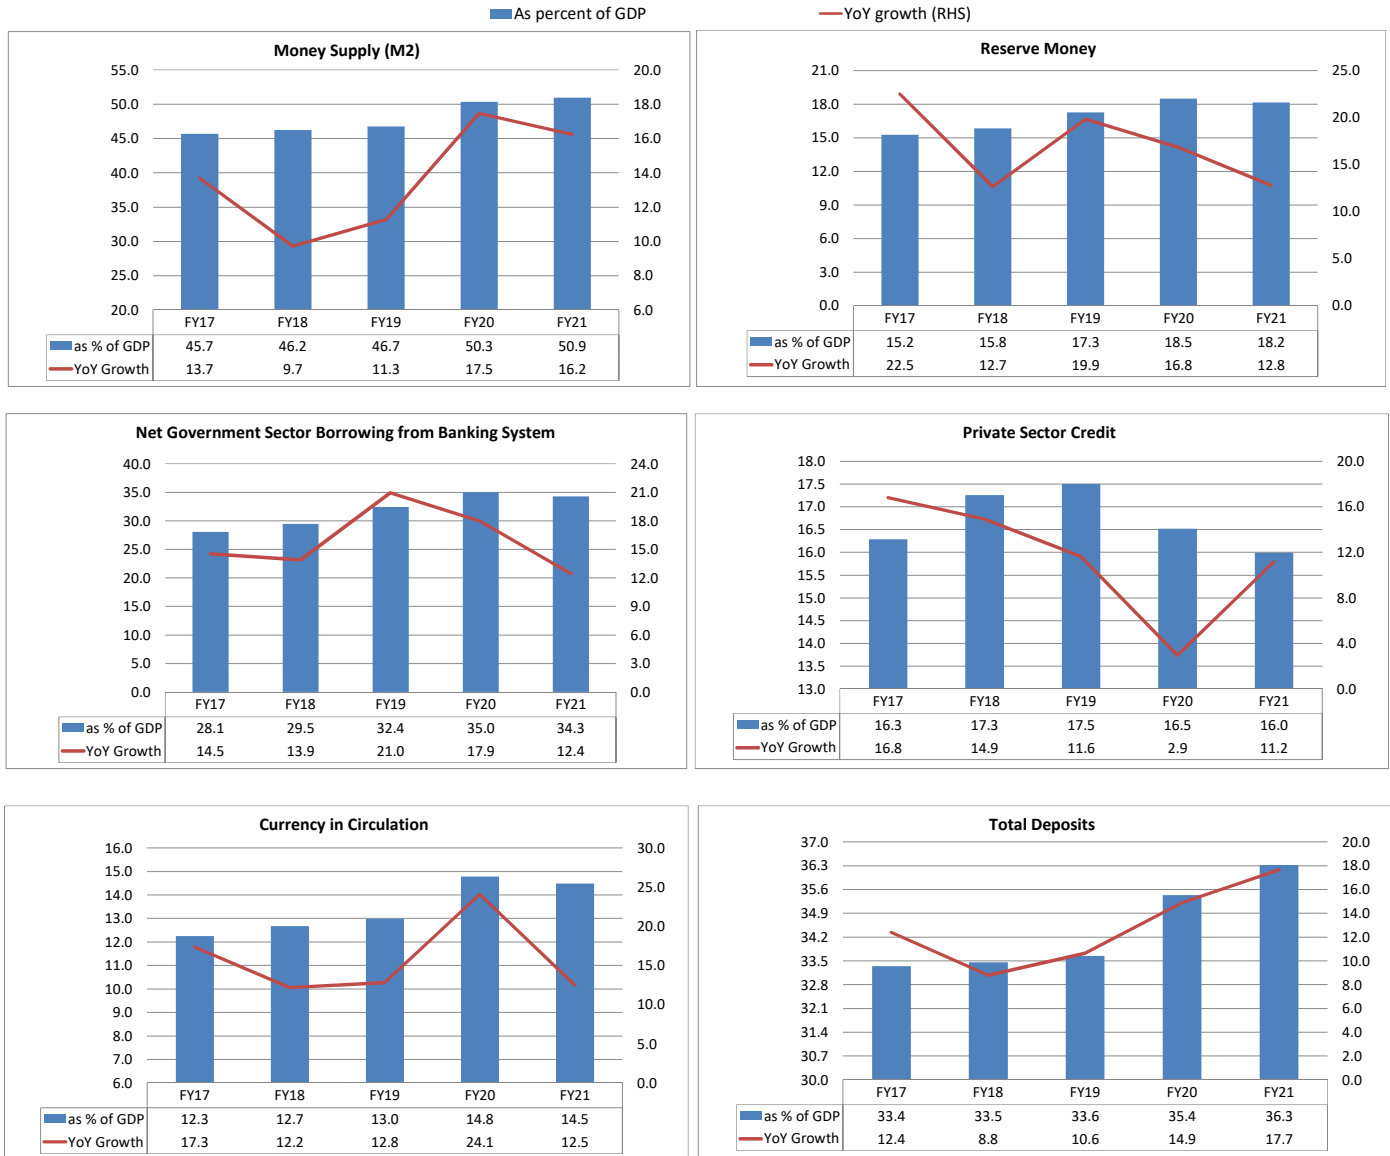 As percent of GDP YoY growth (RHS)
Money Supply (M2)
55.0 20.0
50.0 18.0
45.0 16.0
40.0 14.0
35.0 12.0
30.0 10.0
25.0 8.0
20.0 6.0
FY17 FY18 FY19 FY20 FY21
as % of GDP 45.7 46.2 46.7 50.3 50.9
YoY Growth 13.7 9.7 11.3 17.5 16.2
Reserve Money
21.0 25.0
18.0 20.0
15.0 15.0
12.0
9.0 10.0
6.0 5.0
3.0
0.0 0.0
FY17 FY18 FY19 FY20 FY21
as % of GDP 15.2 15.8 17.3 18.5 18.2
YoY Growth 22.5 12.7 19.9 16.8 12.8
Net Government Sector Borrowing from Banking System
40.0 24.0
35.0 21.0
30.0 18.0
25.0 15.0
20.0 12.0
15.0 9.0
10.0 6.0
5.0 3.0
0.0 0.0
FY17 FY18 FY19 FY20 FY21
as % of GDP 28.1 29.5 32.4 35.0 34.3
YoY Growth 14.5 13.9 21.0 17.9 12.4
Private Sector Credit
18.0 20.0
17.5
17.0 16.0
16.5
16.0 12.0
15.5
15.0 8.0
14.5
14.0 4.0
13.5
13.0 0.0
FY17 FY18 FY19 FY20 FY21
as % of GDP 16.3 17.3 17.5 16.5 16.0
YoY Growth 16.8 14.9 11.6 2.9 11.2
Currency in Circulation
16.0 30.0
15.0 25.0
14.0
13.0 20.0
12.0
11.0 15.0
10.0 10.0
9.0
8.0 5.0
7.0
6.0 0.0
FY17 FY18 FY19 FY20 FY21
as % of GDP 12.3 12.7 13.0 14.8 14.5
YoY Growth 17.3 12.2 12.8 24.1 12.5
Total Deposits
37.0 20.0
36.3 18.0
35.6 16.0
34.9 14.0
34.2 12.0
33.5 10.0
32.8 8.0
32.1 6.0
31.4 4.0
30.7 2.0
30.0 0.0
FY17 FY18 FY19 FY20 FY21
as % of GDP 33.4 33.5 33.6 35.4 36.3
YoY Growth 12.4 8.8 10.6 14.9 17.7